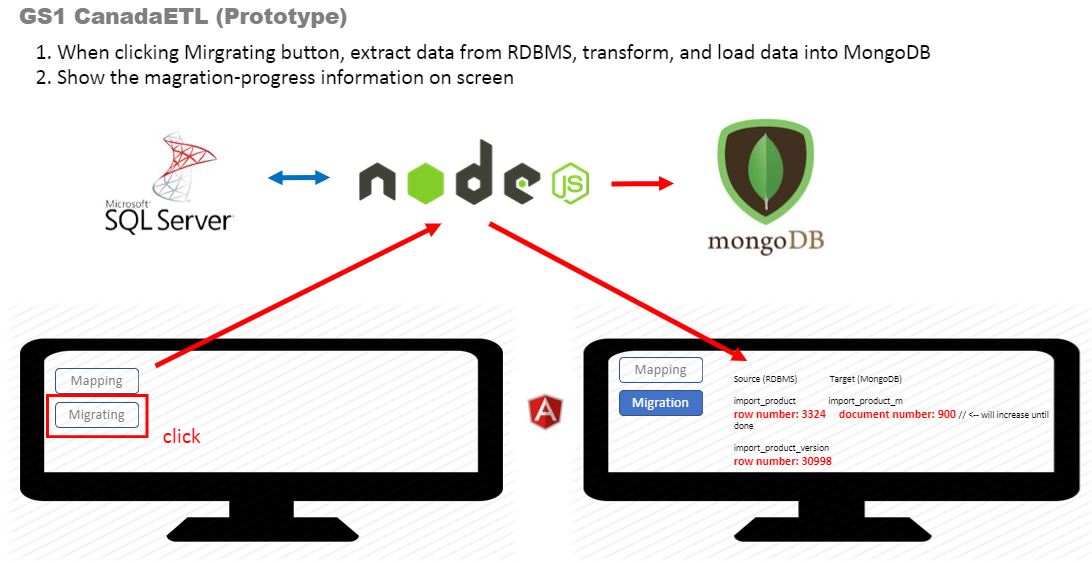 GS1 CanadaETL (Prototype)
1. When clicking Mirgrating button, extract data from RDBMS, transform, and load data into MongoDB
2. Show the magration-progress information on screen
Microsoft
SQL Server
node
JS
mongoDB
Mapping
Migrating
click
A
Mapping
Migration
Source (RDBMS) Target (MongoDB)
import_product import_product_m
row number: 3324 document number: 900 // <-- will increase until
done
import_product_version
row number: 30998